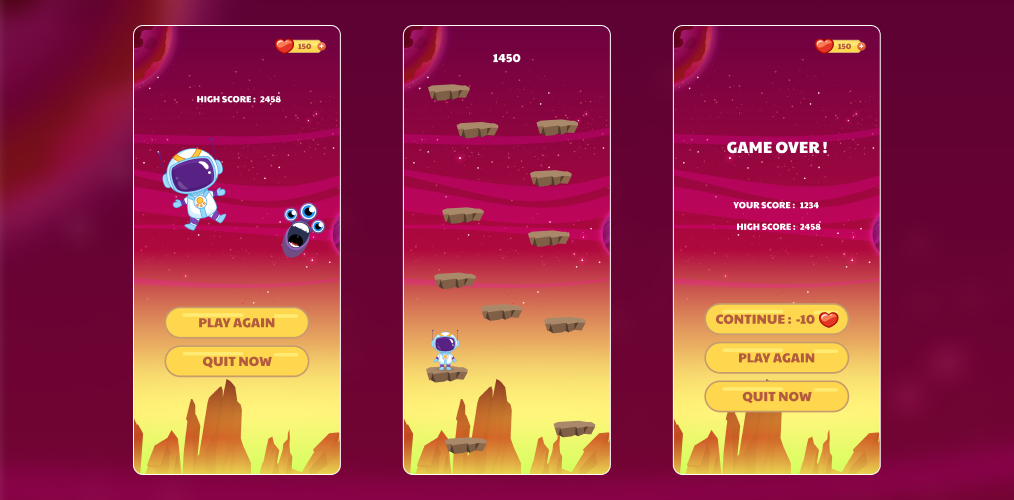 150
HIGH SCORE : 2458
PLAY AGAIN
QUIT NOW
1450
150
GAME OVER !
YOUR SCORE : 1234
HIGH SCORE : 2458
CONTINUE : -10
PLAY AGAIN
QUIT NOW